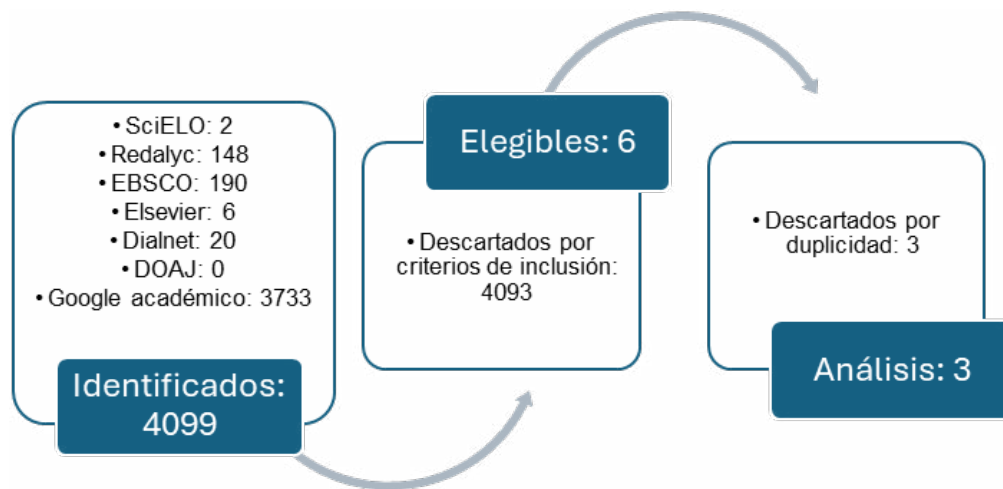 • SciELO: 2
• Redalyc: 148
• EBSCO: 190
• Elsevier: 6
• Dialnet: 20
• DOAJ: 0
• Google académico: 3733
Identificados:
4099
Elegibles: 6
• Descartados por
criterios de inclusión:
4093
• Descartados por
duplicidad: 3
Análisis: 3